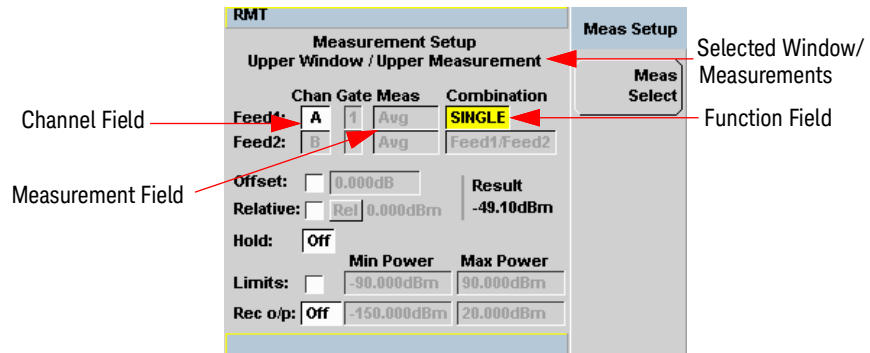 RMT
Meas Setup
Measurement Setup
Upper Window / Upper Measurement
Selected Window/
Measurements
Meas
Select
Chan Gate Meas Combination
Channel Field
Feed1: A 1 Avg SINGLE
Function Field
Feed2: B Avg Feed1/Feed2
Measurement Field
Offset: 0.000dB
Result
Relative: Rel 0.000dBm -49.10dBm
Hold: Off
Min Power Max Power
Limits: -90.000dBm 90.000dBm
Rec o/p: Off -150.000dBm 20.000dBm